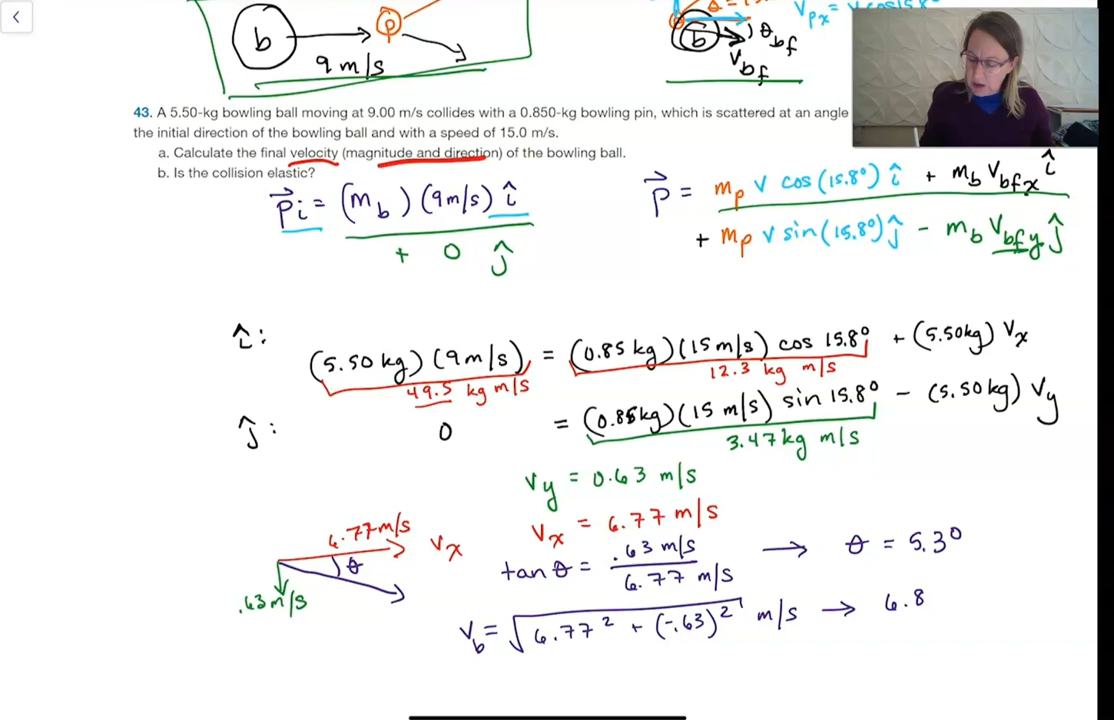 b
p
9 m/s
b
θbf
Vbf
Vpx =
43. A 5.50-kg bowling ball moving at 9.00 m/s collides with a 0.850-kg bowling pin, which is scattered at an angle
the initial direction of the bowling ball and with a speed of 15.0 m/s.
a. Calculate the final velocity (magnitude and direction) of the bowling ball.
b. Is the collision elastic?
p⃗i = (mb) (9m/s) î
+ 0 ĵ
p⃗ = mp v cos(15.8°) î + mb Vbfx î
+ mp v sin(15.8°) ĵ - mb Vbfy ĵ
î: (5.50 kg) (9m/s) = (0.85 kg)(15 m/s) cos 15.8° + (5.50kg) Vx
49.5 kg m/s 12.3 kg m/s
ĵ: 0 = (0.85kg)(15 m/s) sin 15.8° - (5.50kg) Vy
3.47kg m/s
Vy = 0.63 m/s
Vx = 6.77 m/s
6.77m/s Vx
θ
.63m/s
tan θ = .63 m/s / 6.77 m/s → θ = 5.3°
Vb = √6.77² + (-.63)² m/s → 6.8